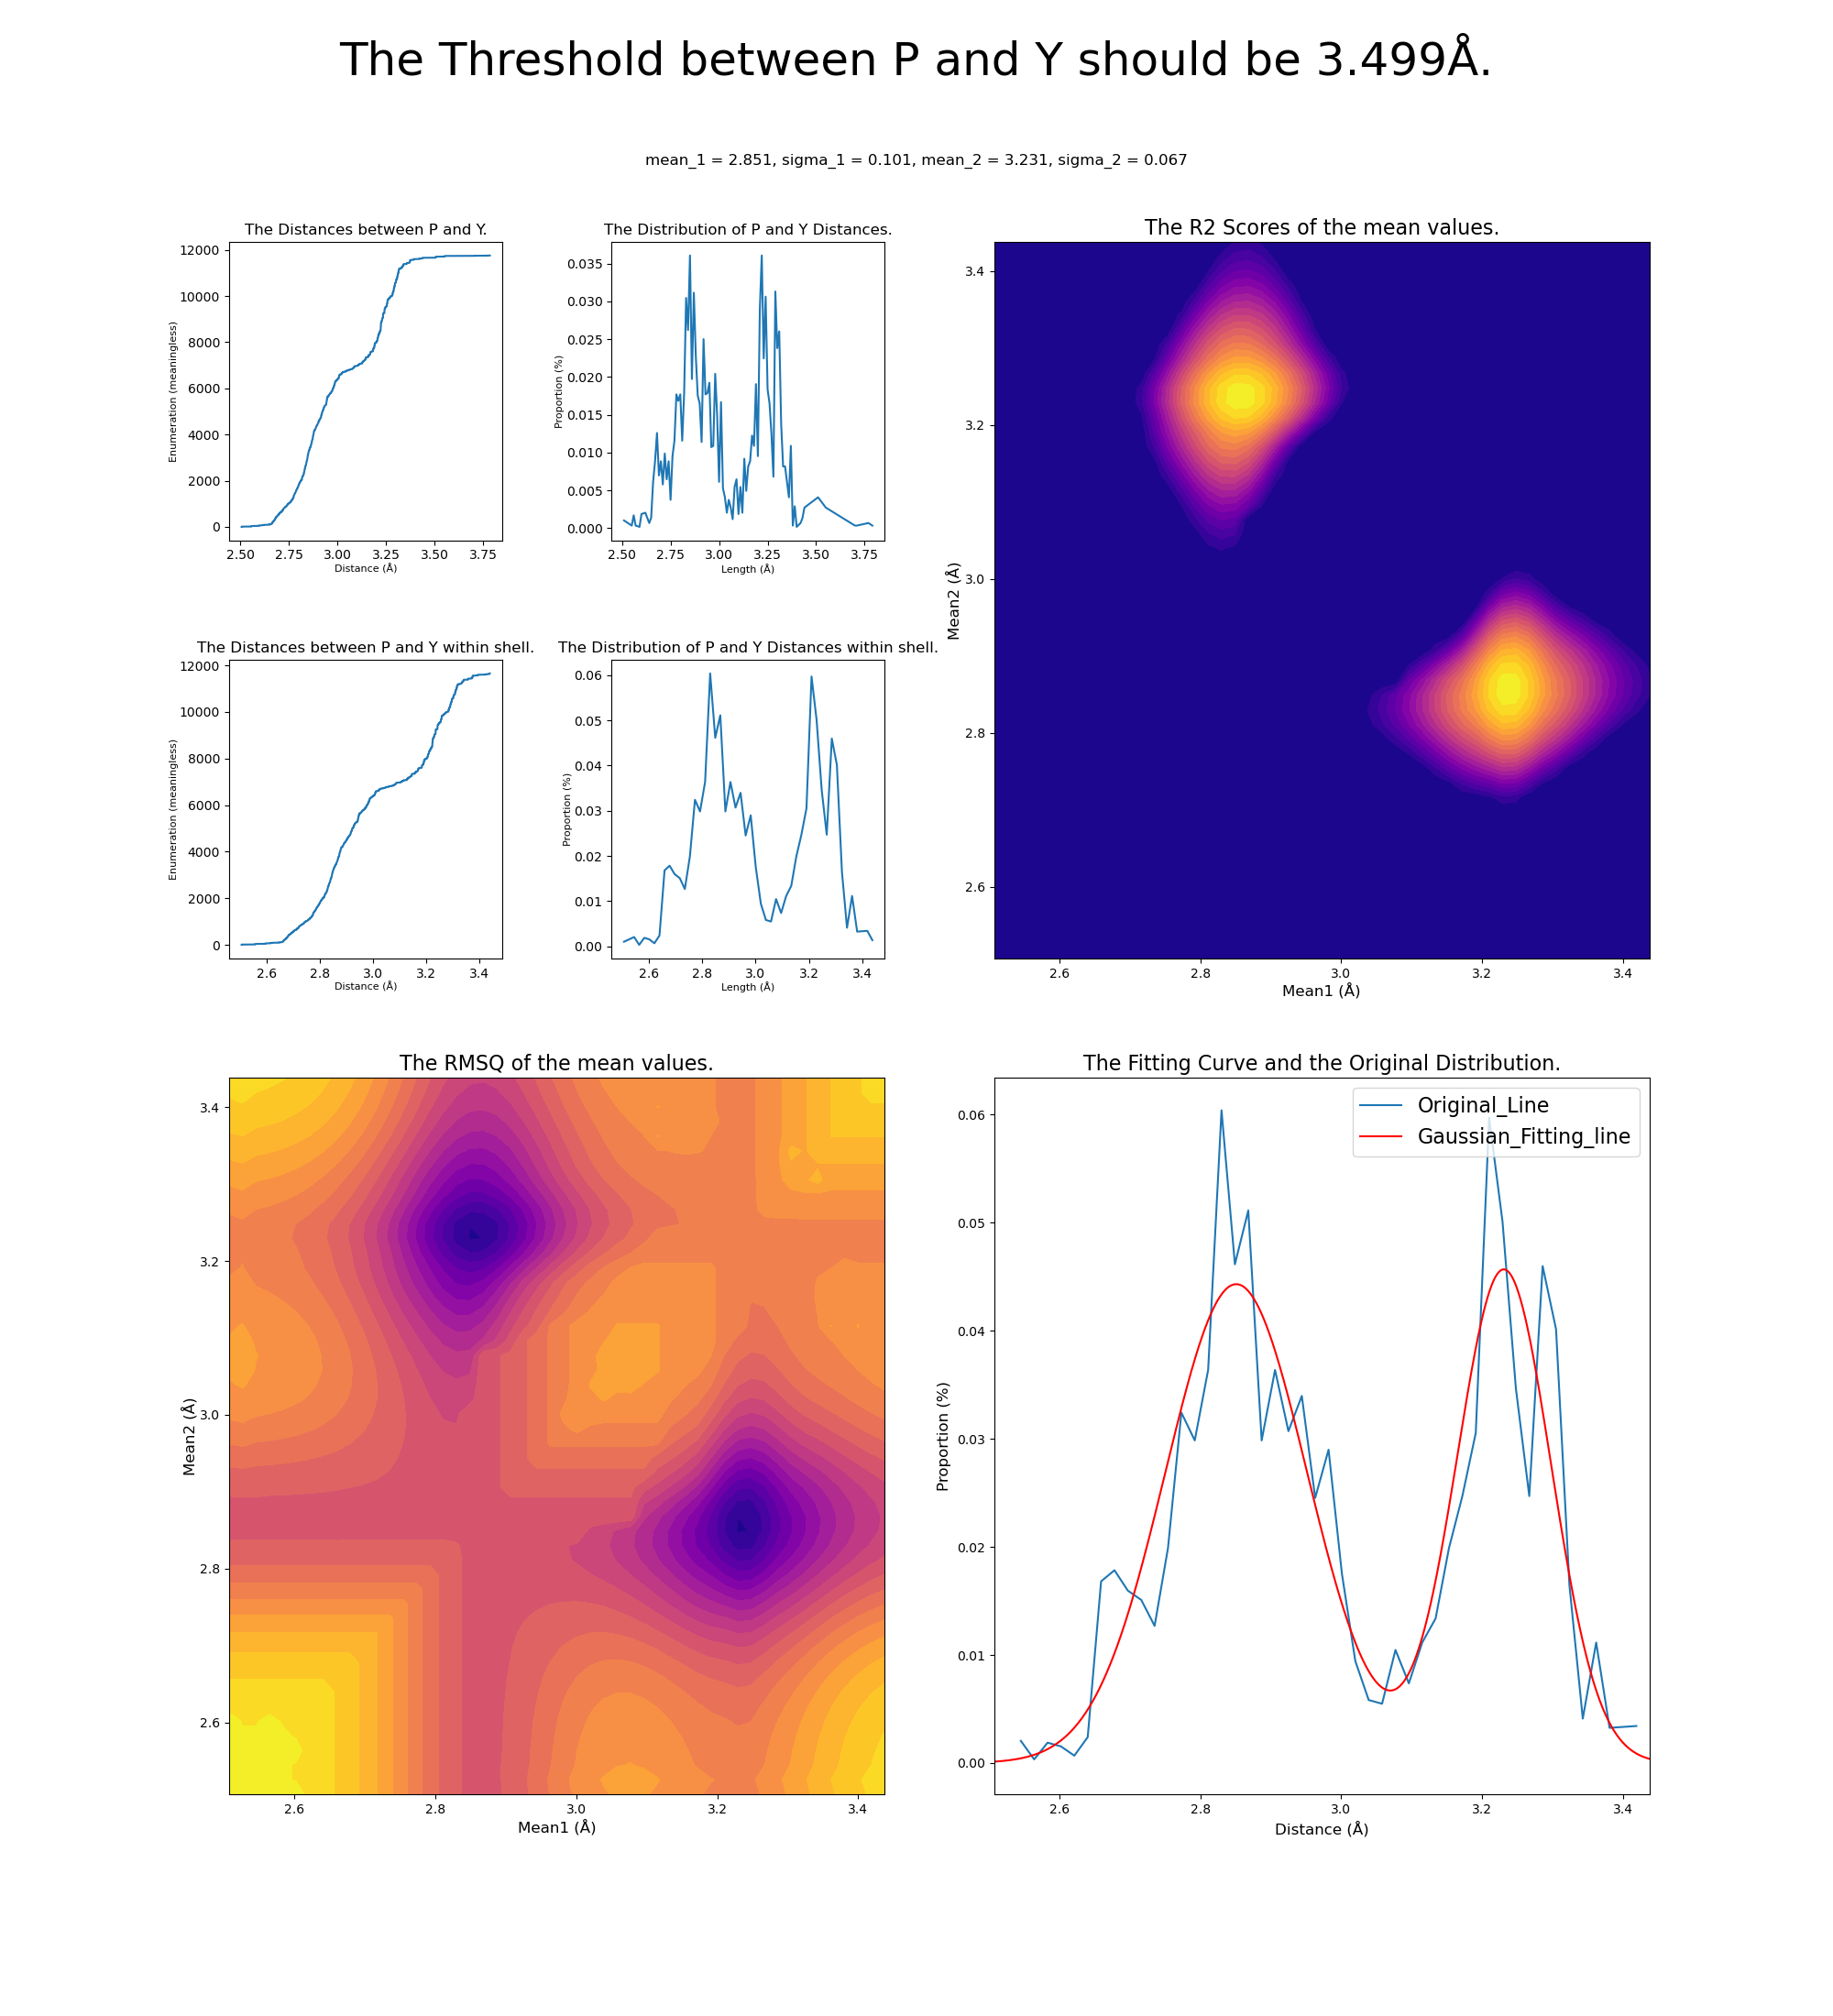 The Threshold between P and Y should be 3.499Å.
mean_1 = 2.851, sigma_1 = 0.101, mean_2 = 3.231, sigma_2 = 0.067
The Distances between P and Y.
Enumeration (meaningless)
12000
10000
8000
6000
4000
2000
0
2.50 2.75 3.00 3.25 3.50 3.75
Distance (Å)
The Distribution of P and Y Distances.
Proportion (%)
0.035
0.030
0.025
0.020
0.015
0.010
0.005
0.000
2.50 2.75 3.00 3.25 3.50 3.75
Length (Å)
The Distances between P and Y within shell.
Enumeration (meaningless)
12000
10000
8000
6000
4000
2000
0
2.6 2.8 3.0 3.2 3.4
Distance (Å)
The Distribution of P and Y Distances within shell.
Proportion (%)
0.06
0.05
0.04
0.03
0.02
0.01
0.00
2.6 2.8 3.0 3.2 3.4
Length (Å)
The R2 Scores of the mean values.
Mean2 (Å)
3.4
3.2
3.0
2.8
2.6
2.6 2.8 3.0 3.2 3.4
Mean1 (Å)
The RMSQ of the mean values.
Mean2 (Å)
3.4
3.2
3.0
2.8
2.6
2.6 2.8 3.0 3.2 3.4
Mean1 (Å)
The Fitting Curve and the Original Distribution.
Original_Line
Gaussian_Fitting_line
Proportion (%)
0.06
0.05
0.04
0.03
0.02
0.01
0.00
2.6 2.8 3.0 3.2 3.4
Distance (Å)